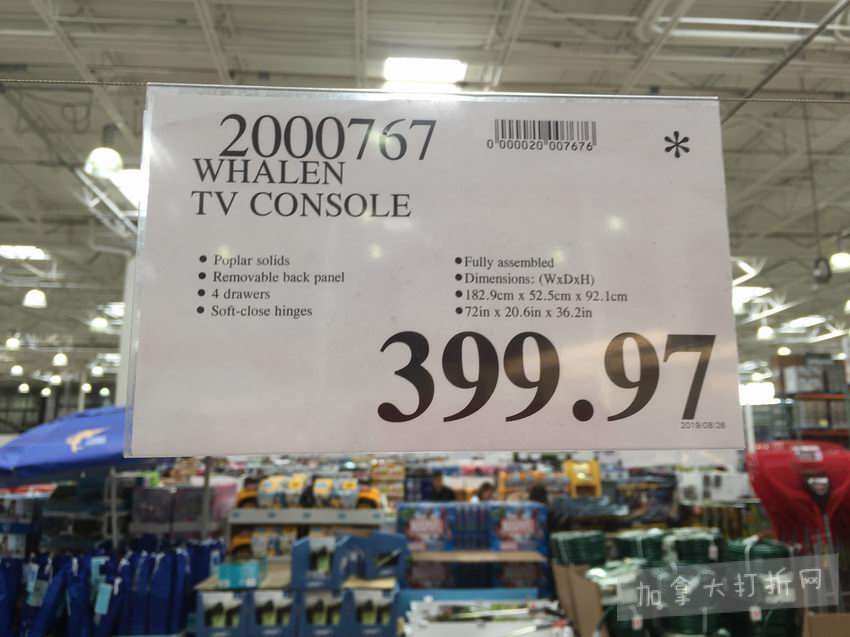 2000767
0 000020 007676
*
WHALEN
TV CONSOLE
• Poplar solids
• Removable back panel
• 4 drawers
• Soft-close hinges
• Fully assembled
• Dimensions: (WxDxH)
• 182.9cm x 52.5cm x 92.1cm
• 72in x 20.6in x 36.2in
399.97
2019/08/26
加拿大打折网